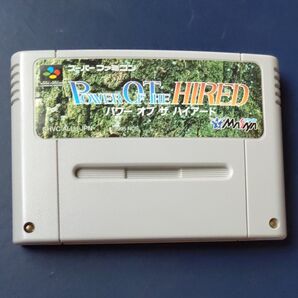 スーパーファミコン
POWER OF THE HIRED
パワー オブ ザ ハイアード